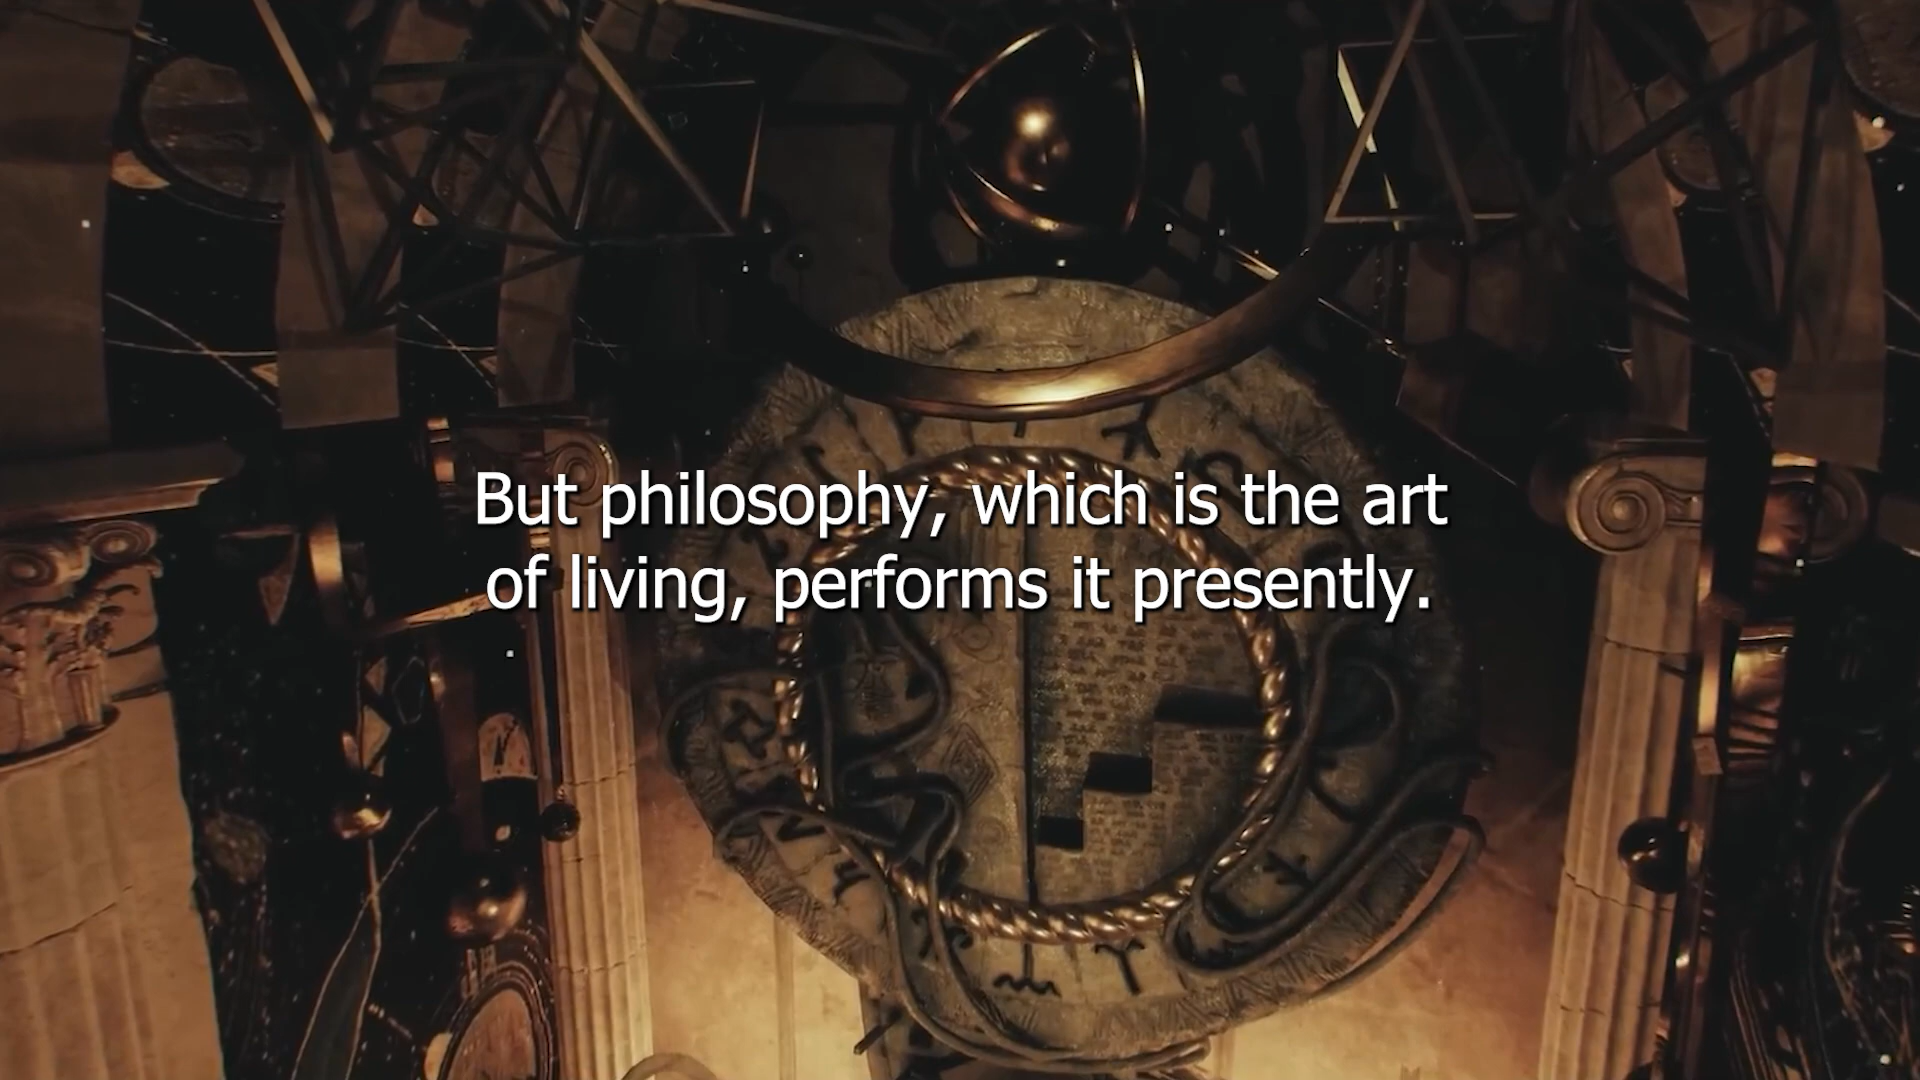 But philosophy, which is the art
of living, performs it presently.